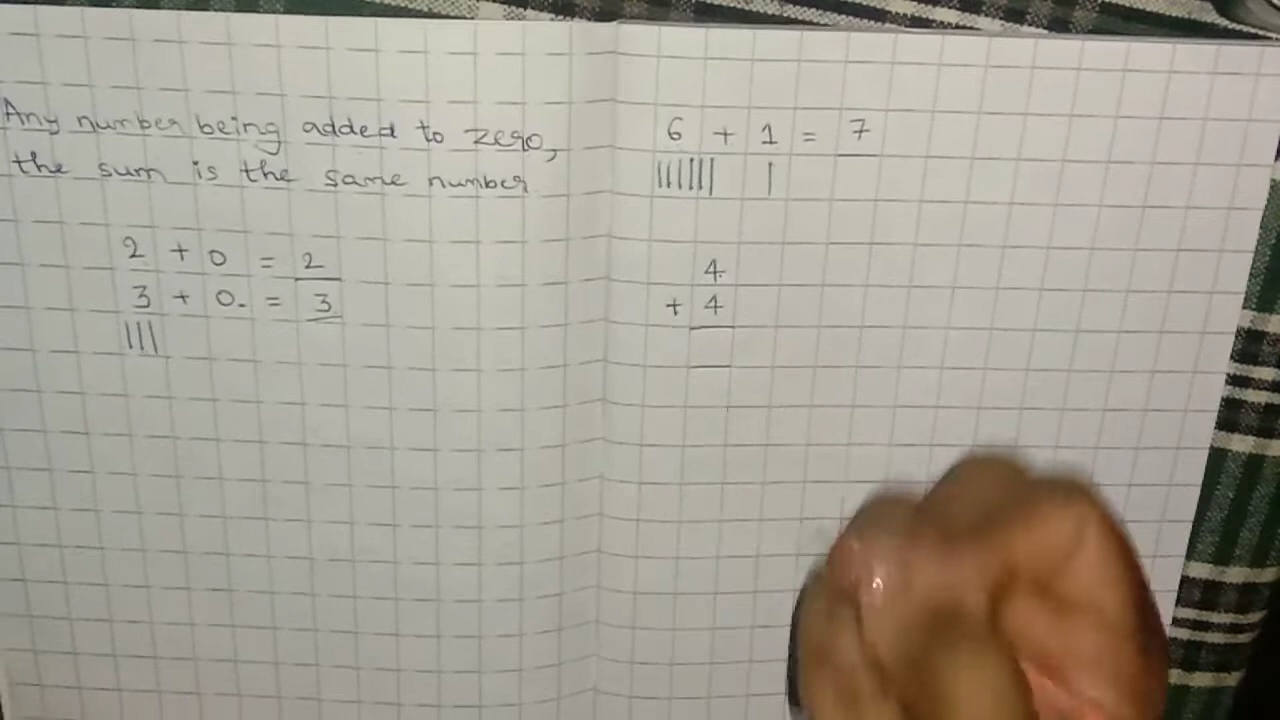 Any number being added to zero,
the sum is the same number
2 + 0 = 2
3 + 0. = 3
|||
6 + 1 = 7
|||||| |
4
+ 4